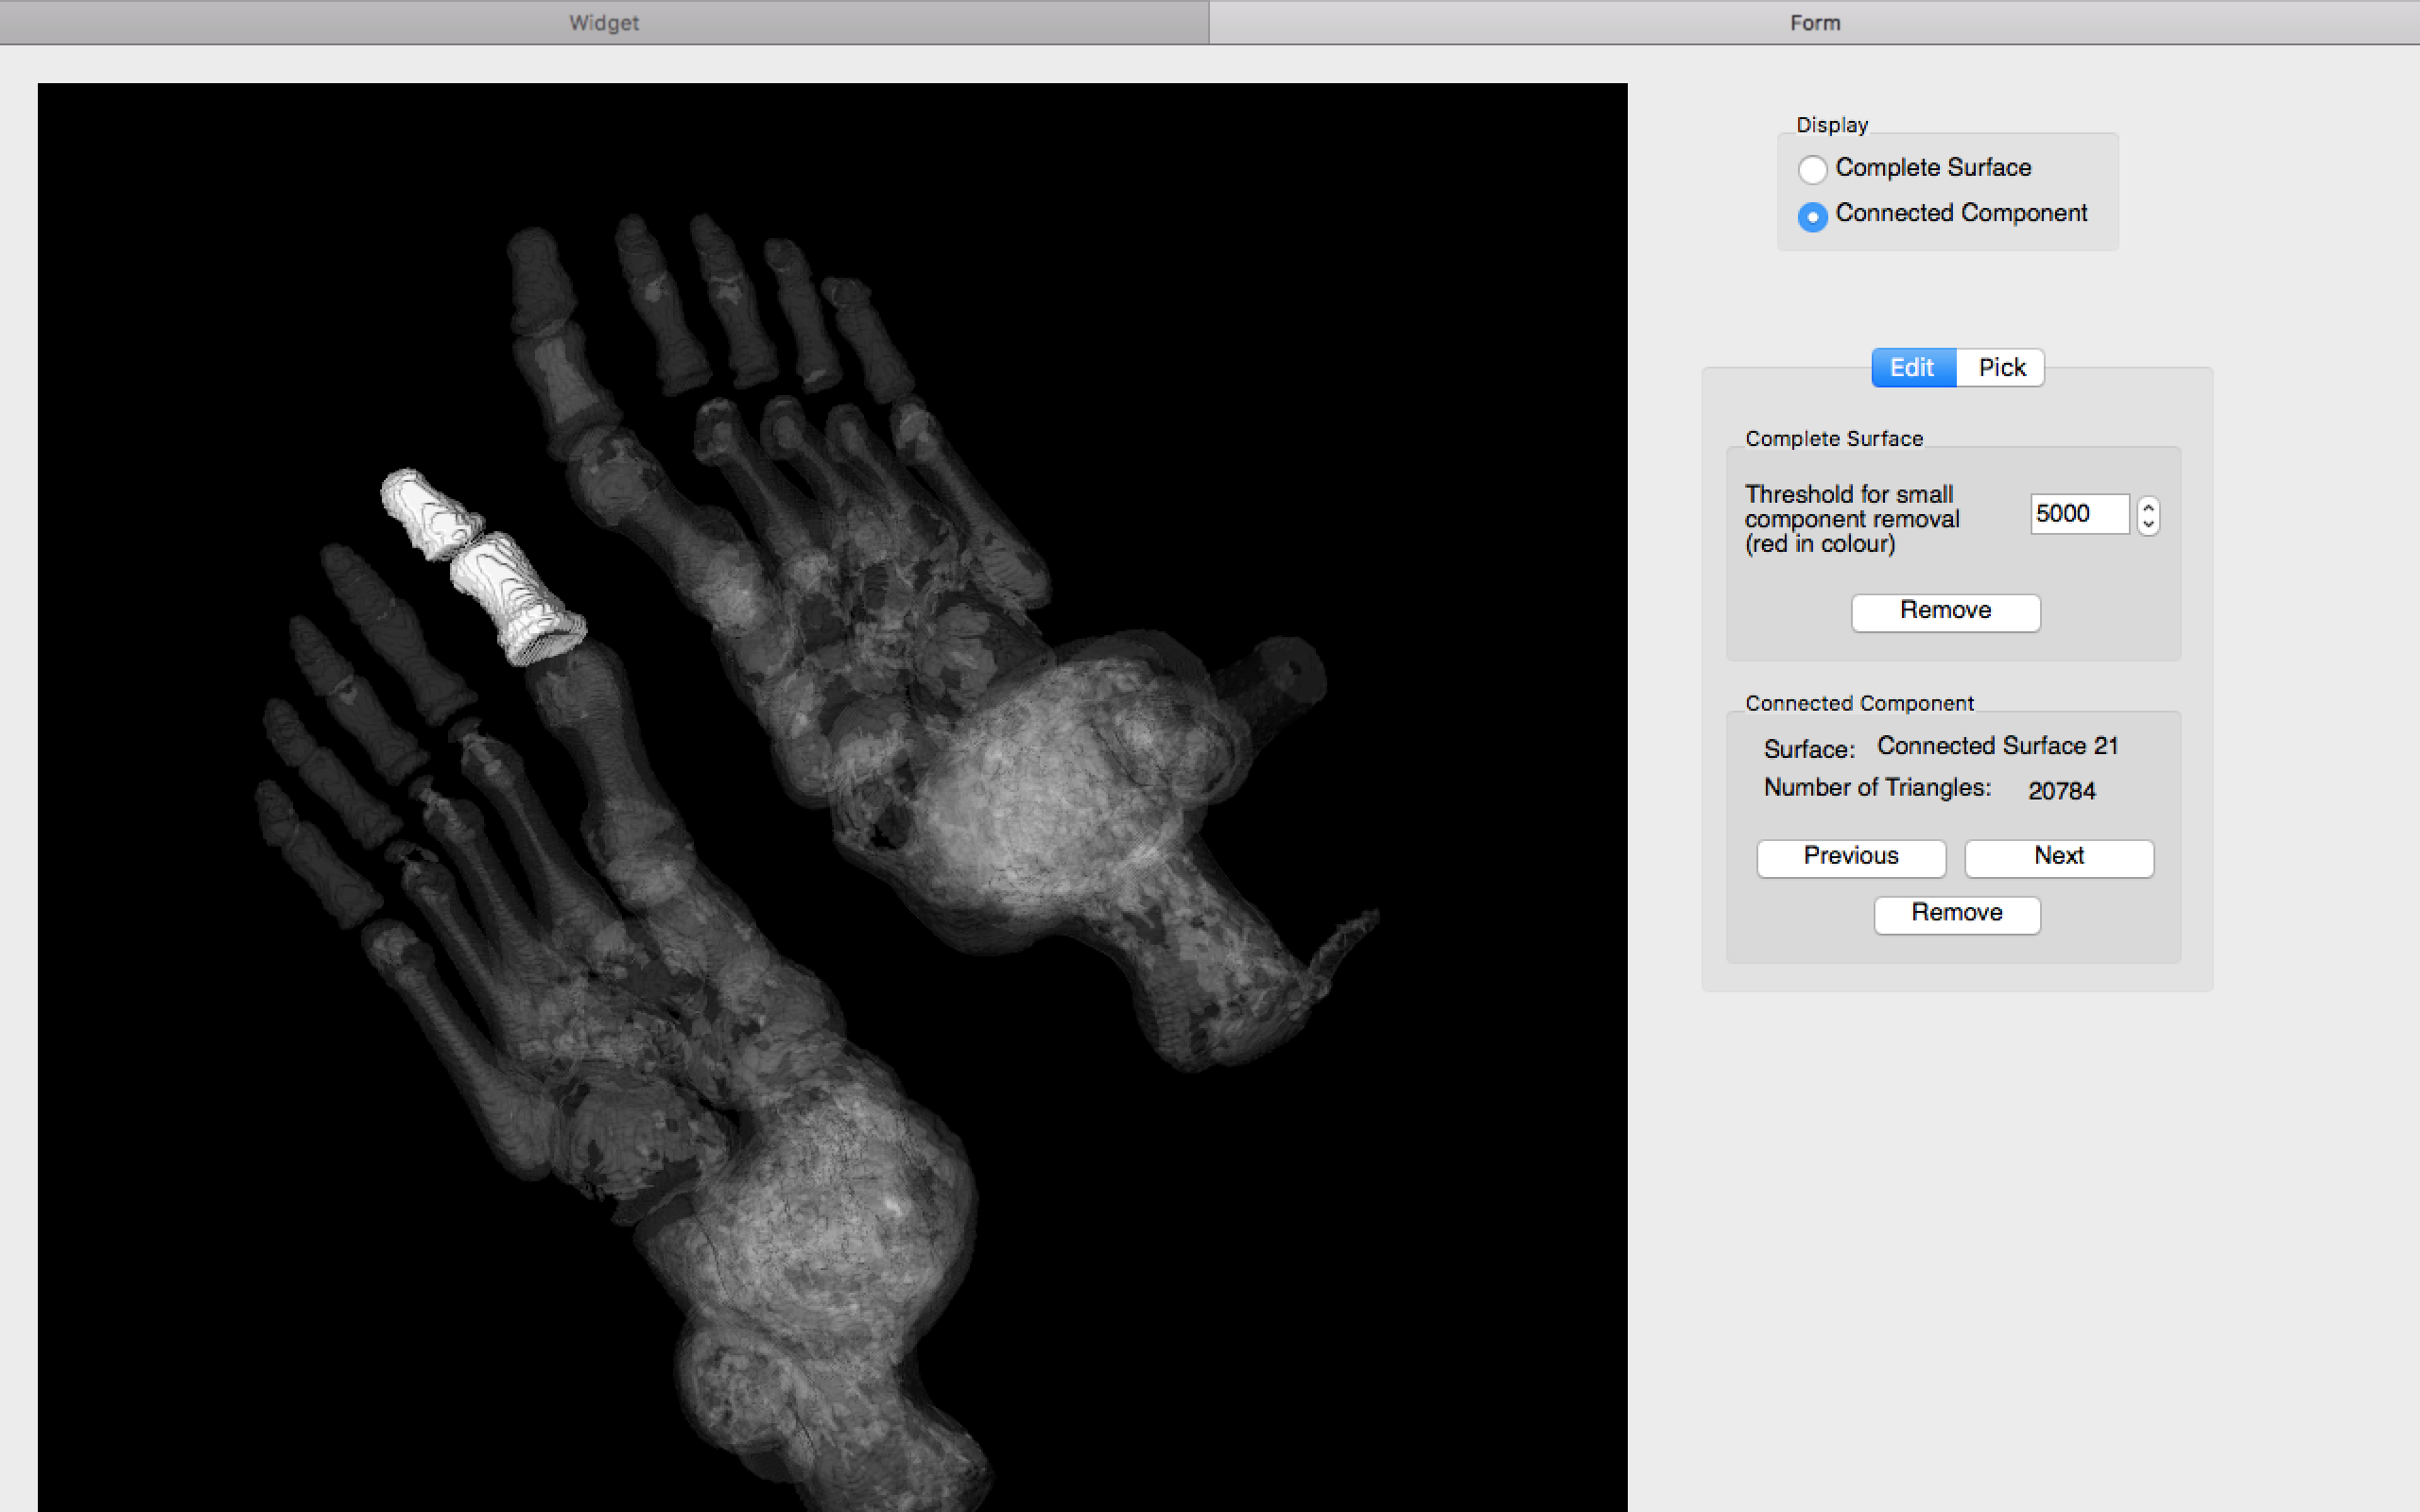 Widget
Form
Display
Complete Surface
Connected Component
Edit
Pick
Complete Surface
Threshold for small
component removal
(red in colour)
5000
Remove
Connected Component
Surface: Connected Surface 21
Number of Triangles: 20784
Previous
Next
Remove